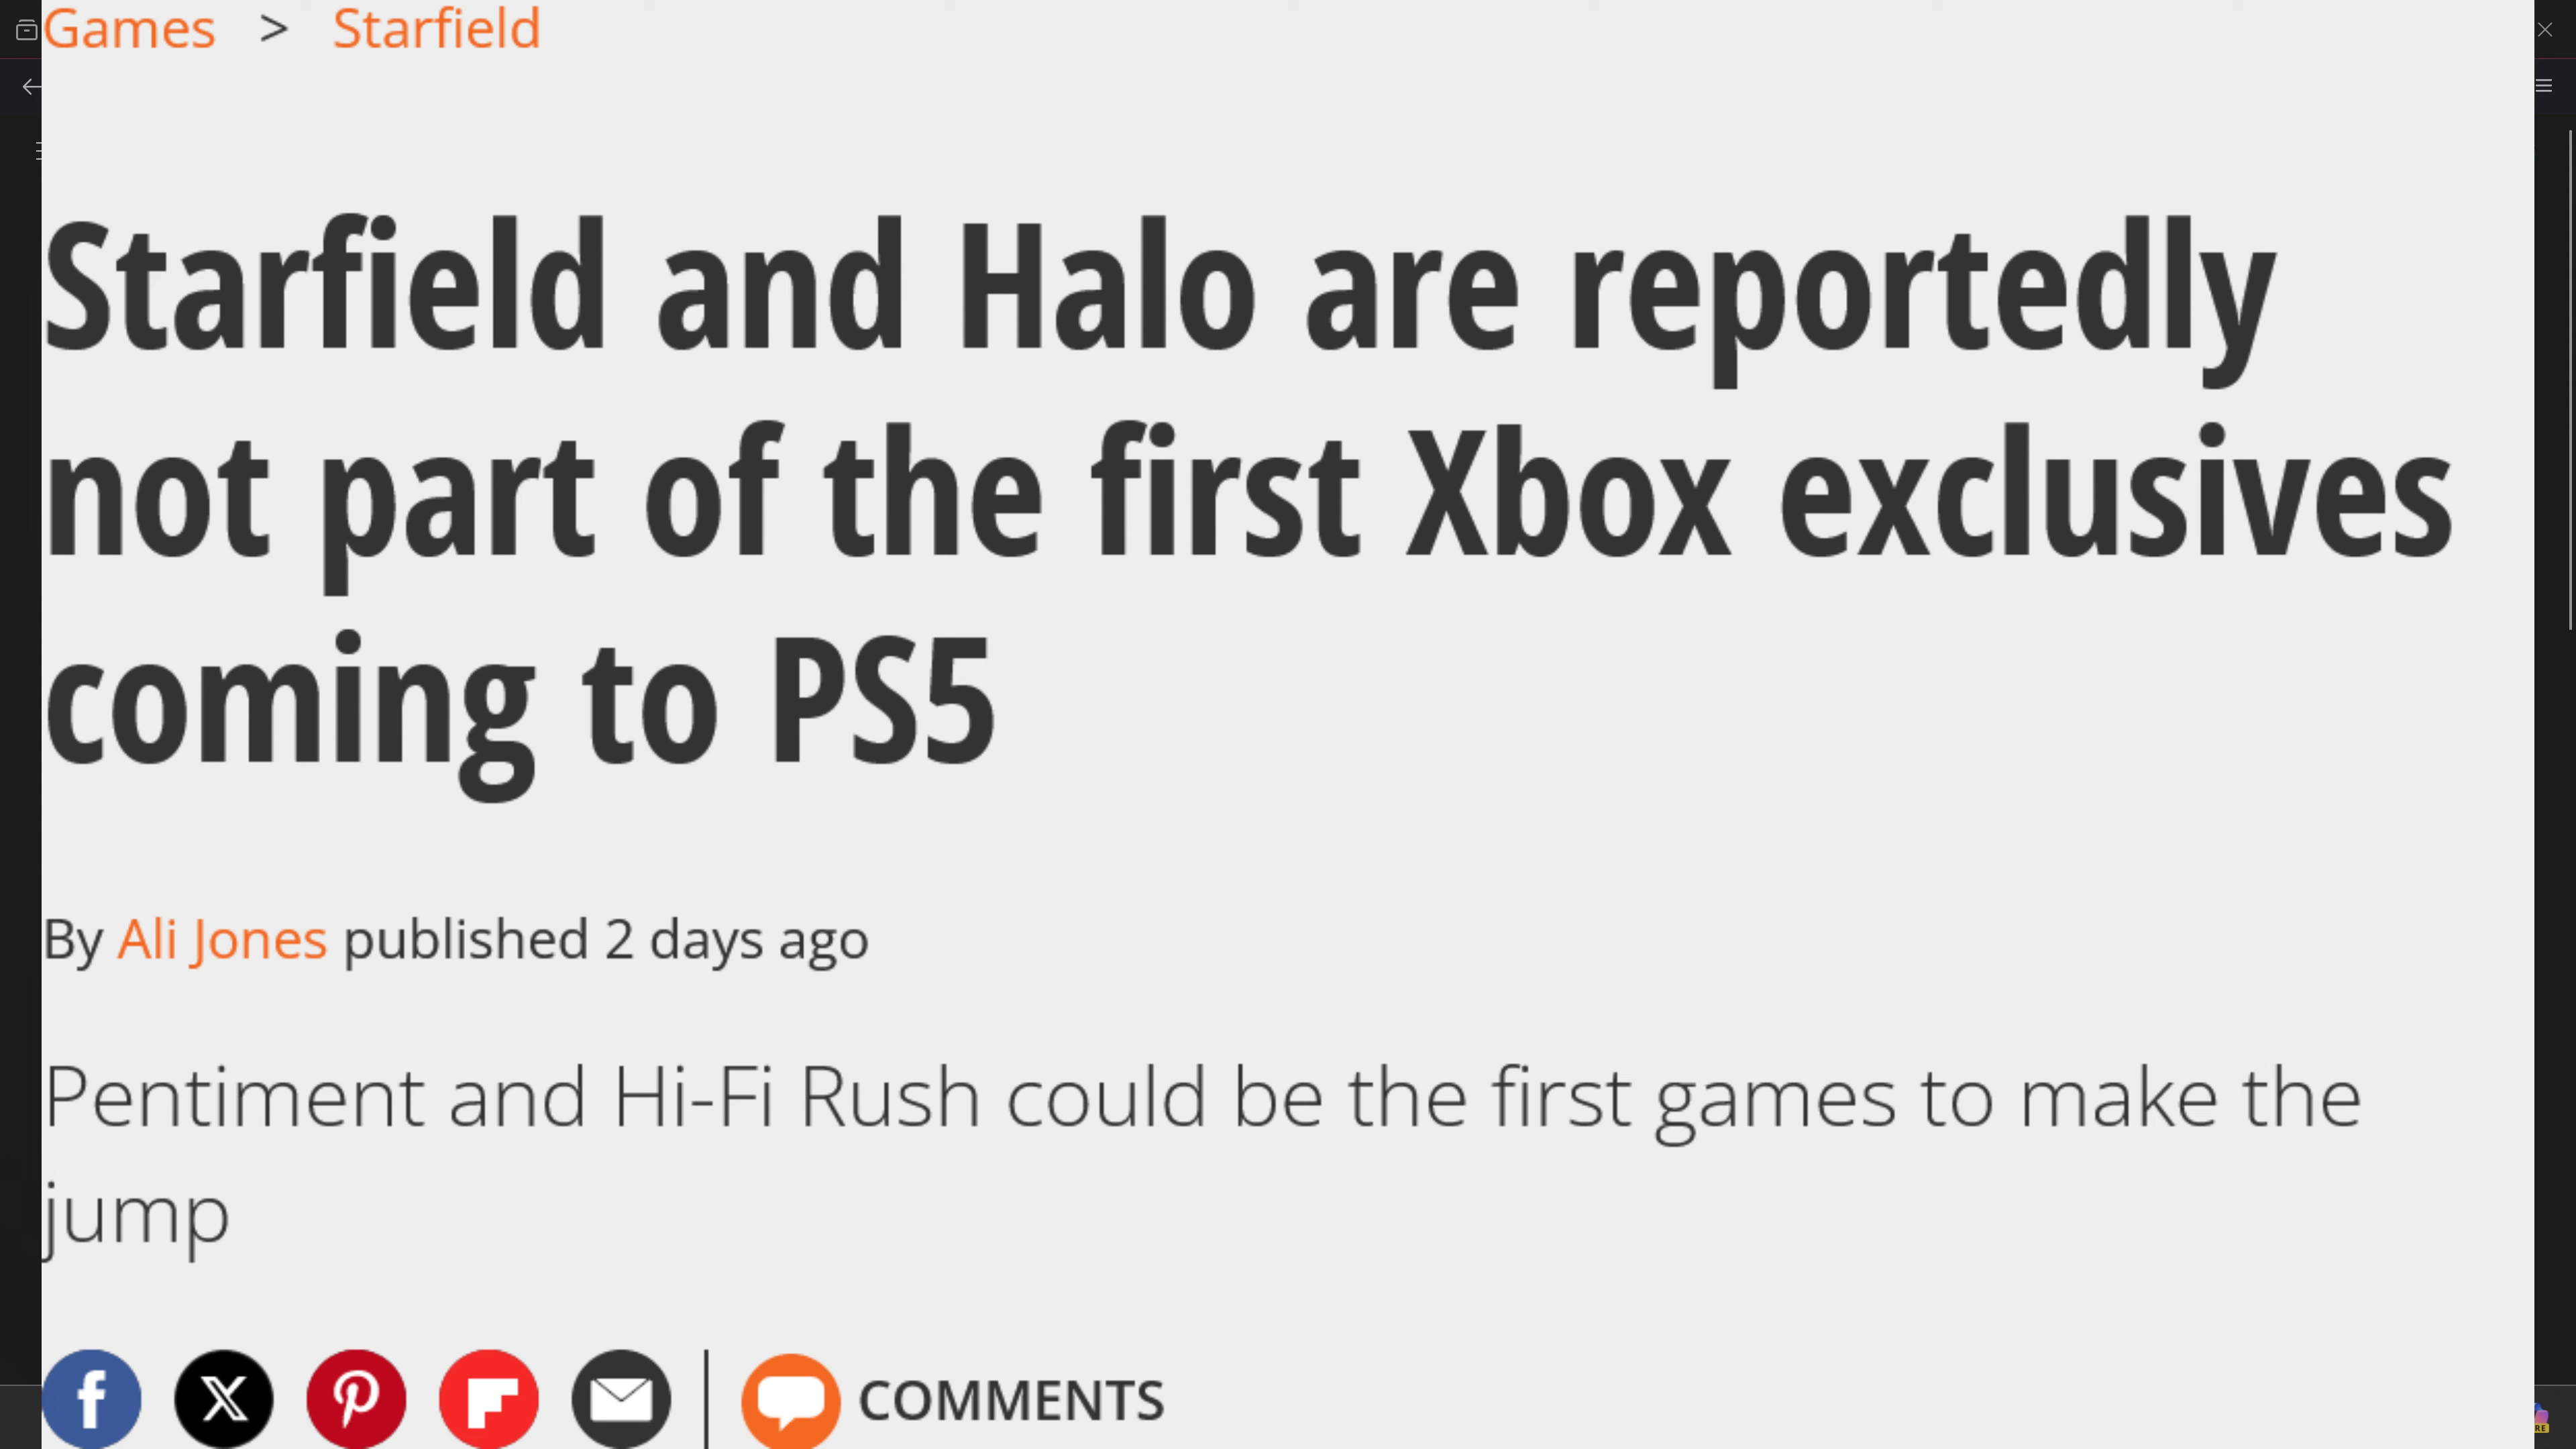 Games > Starfield
Starfield and Halo are reportedly
not part of the first Xbox exclusives
coming to PS5
By Ali Jones published 2 days ago
Pentiment and Hi-Fi Rush could be the first games to make the
jump
COMMENTS
RE